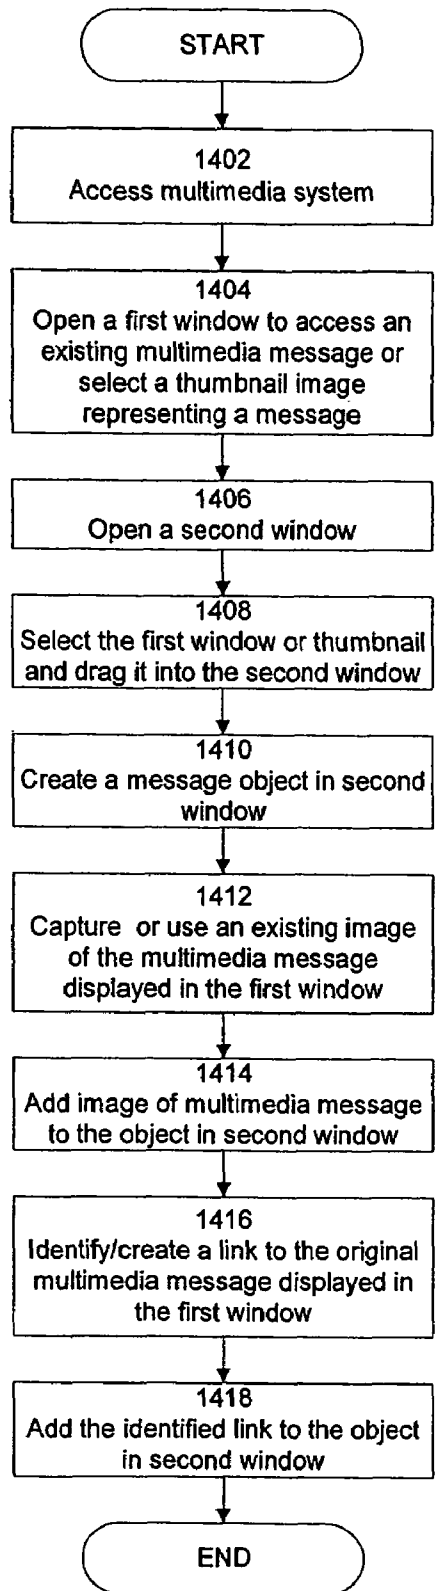 START
1402
Access multimedia system
1404
Open a first window to access an
existing multimedia message or
select a thumbnail image
representing a message
1406
Open a second window
1408
Select the first window or thumbnail
and drag it into the second window
1410
Create a message object in second
window
1412
Capture or use an existing image
of the multimedia message
displayed in the first window
1414
Add image of multimedia message
to the object in second window
1416
Identify/create a link to the original
multimedia message displayed in
the first window
1418
Add the identified link to the object
in second window
END